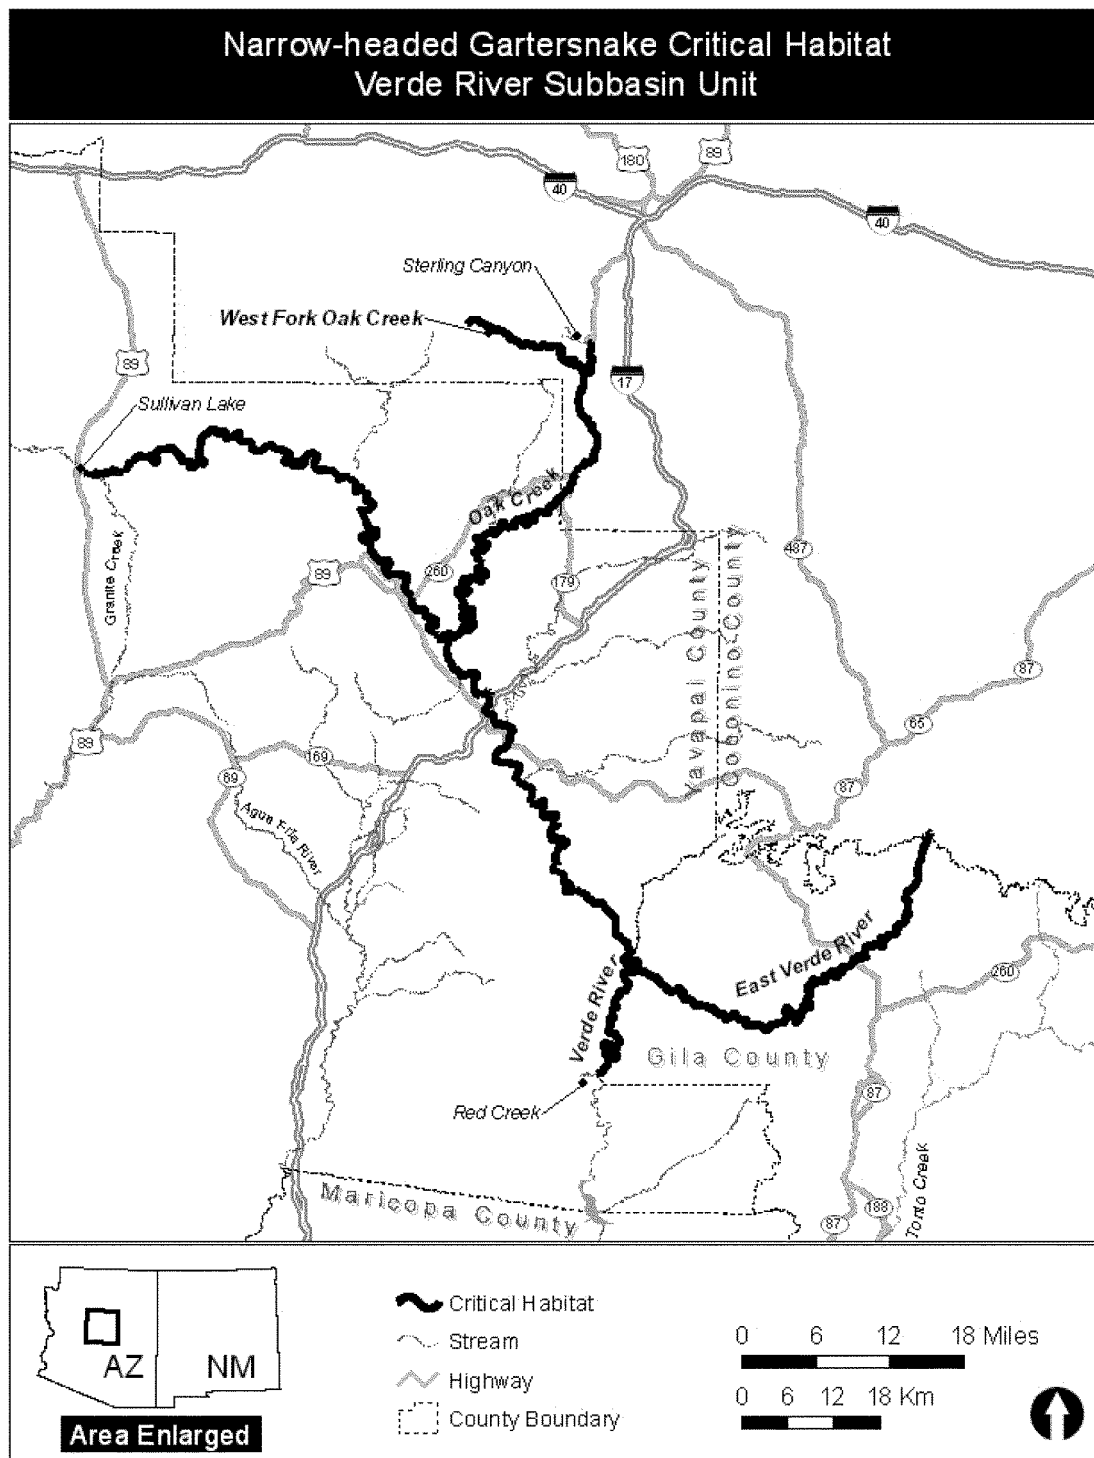 Narrow-headed Gartersnake Critical Habitat
Verde River Subbasin Unit
180
89
40
40
Sterling Canyon
West Fork Oak Creek
89
17
Sullivan Lake
Oak Creek
Granite Creek
89
260
179
487
Yavapai County
Coconino County
87
65
89
169
69
87
Agua Fria River
East Verde River
260
Verde River
Gila County
87
Red Creek
Tonto Creek
Maricopa County
188
87
AZ
NM
Area Enlarged
Critical Habitat
Stream
Highway
County Boundary
0 6 12 18 Miles
0 6 12 18 Km